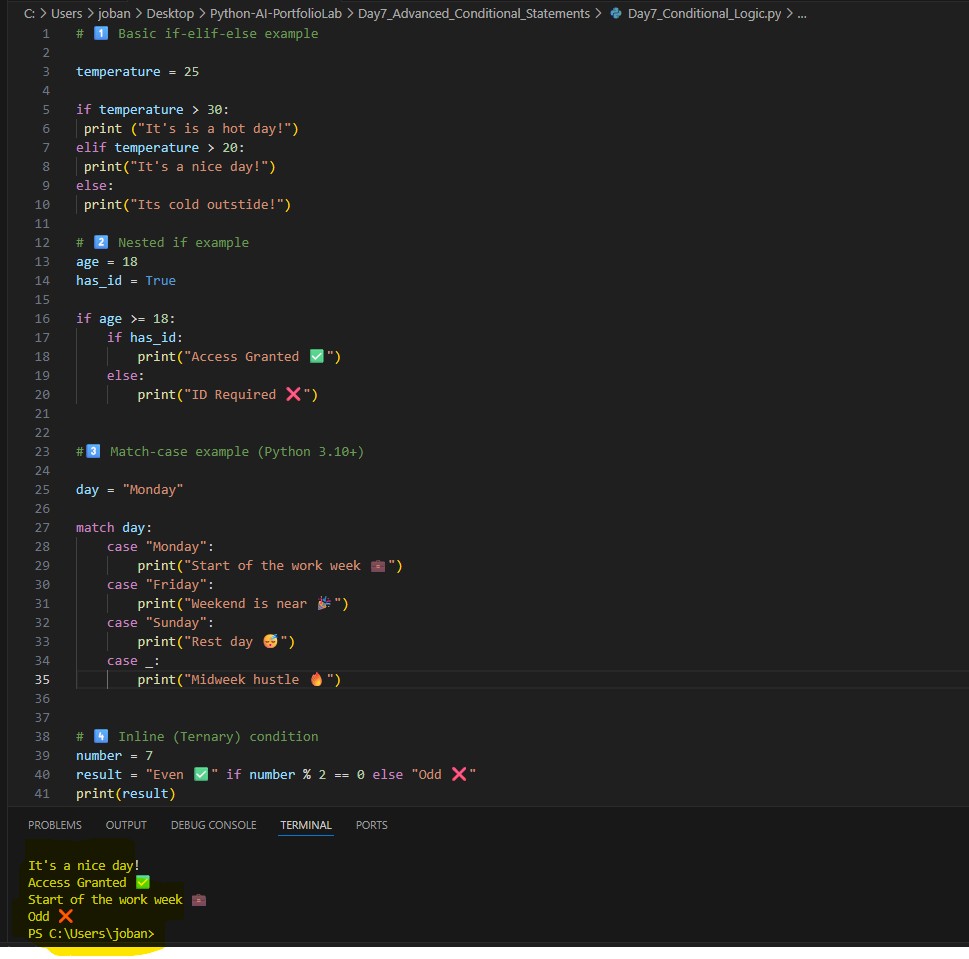 C: > Users > joban > Desktop > Python-AI-PortfolioLab > Day7_Advanced_Conditional_Statements > Day7_Conditional_Logic.py > ...
1 # 1️⃣ Basic if-elif-else example
2
3 temperature = 25
4
5 if temperature > 30:
6  print ("It's is a hot day!")
7 elif temperature > 20:
8  print("It's a nice day!")
9 else:
10  print("Its cold outstide!")
11
12 # 2️⃣ Nested if example
13 age = 18
14 has_id = True
15
16 if age >= 18:
17     if has_id:
18         print("Access Granted ✅")
19     else:
20         print("ID Required ❌")
21
22
23 #3️⃣ Match-case example (Python 3.10+)
24
25 day = "Monday"
26
27 match day:
28     case "Monday":
29         print("Start of the work week 💼")
30     case "Friday":
31         print("Weekend is near 🎉")
32     case "Sunday":
33         print("Rest day 😴")
34     case _:
35         print("Midweek hustle 🔥")
36
37
38 # 4️⃣ Inline (Ternary) condition
39 number = 7
40 result = "Even ✅" if number % 2 == 0 else "Odd ❌"
41 print(result)
PROBLEMS OUTPUT DEBUG CONSOLE TERMINAL PORTS
It's a nice day!
Access Granted ✅
Start of the work week 💼
Odd ❌
PS C:\Users\joban>